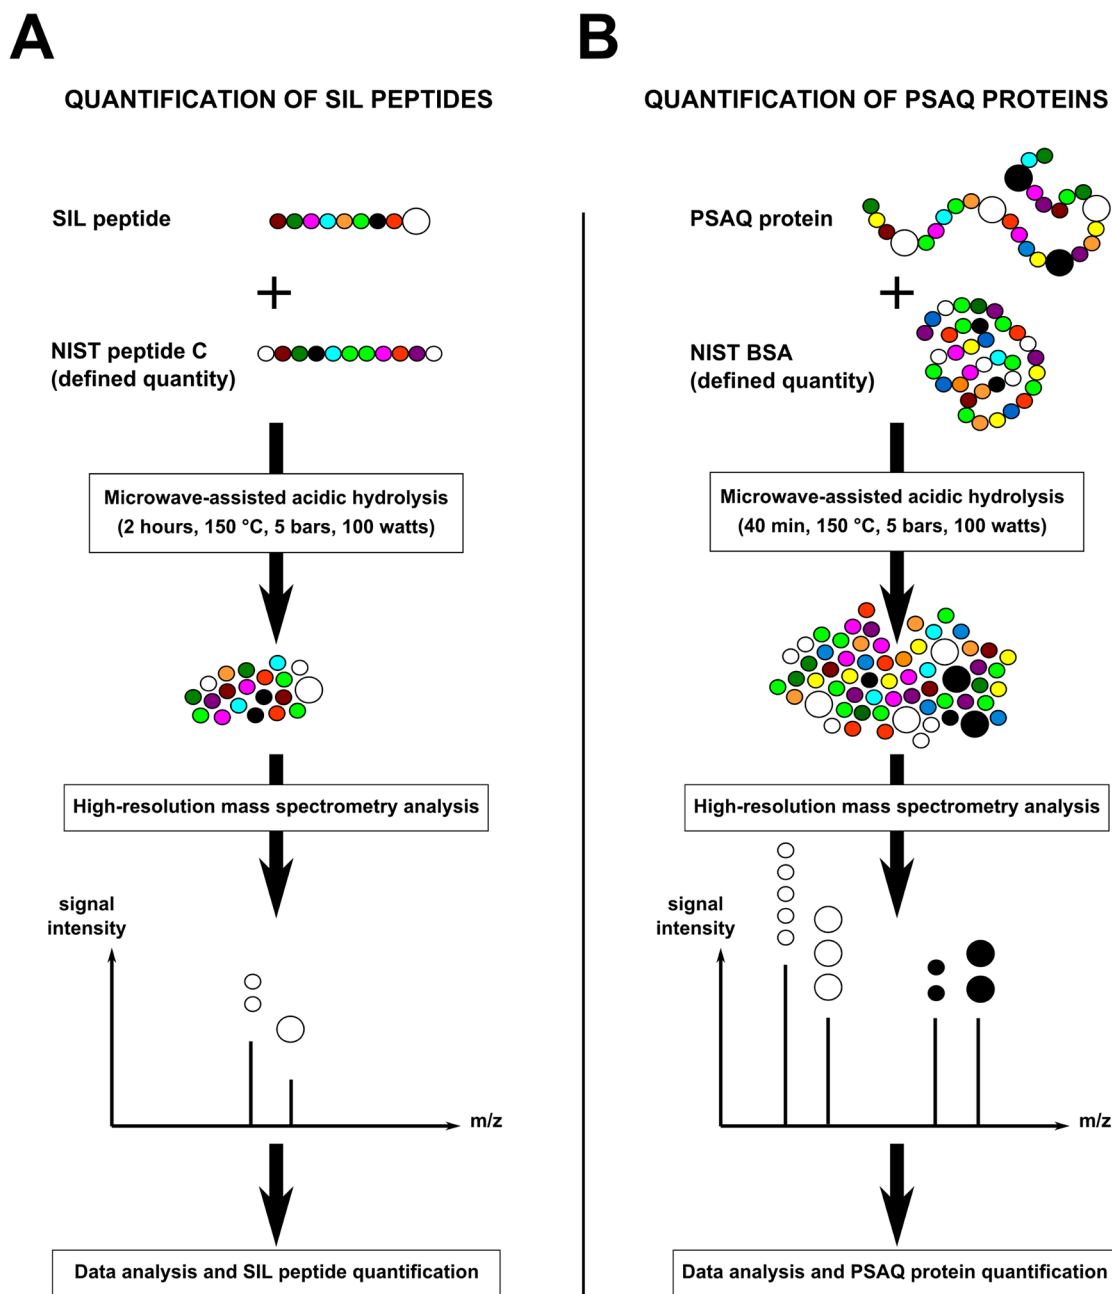 A
QUANTIFICATION OF SIL PEPTIDES
SIL peptide
NIST peptide C
(defined quantity)
Microwave-assisted acidic hydrolysis
(2 hours, 150 °C, 5 bars, 100 watts)
High-resolution mass spectrometry analysis
signal
intensity
m/z
Data analysis and SIL peptide quantification
B
QUANTIFICATION OF PSAQ PROTEINS
PSAQ protein
NIST BSA
(defined quantity)
Microwave-assisted acidic hydrolysis
(40 min, 150 °C, 5 bars, 100 watts)
High-resolution mass spectrometry analysis
signal
intensity
m/z
Data analysis and PSAQ protein quantification